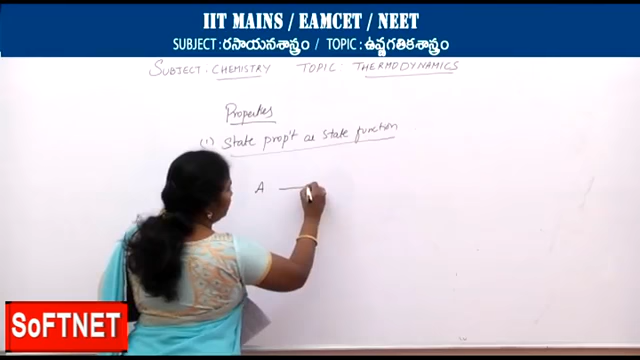 IIT MAINS / EAMCET / NEET
SUBJECT : రసాయనశాస్త్రం / TOPIC : ఉష్ణగతికశాస్త్రం
SUBJECT : CHEMISTRY TOPIC : THERMODYNAMICS
Properties
(1) State prop't or State function
A
SoFTNET